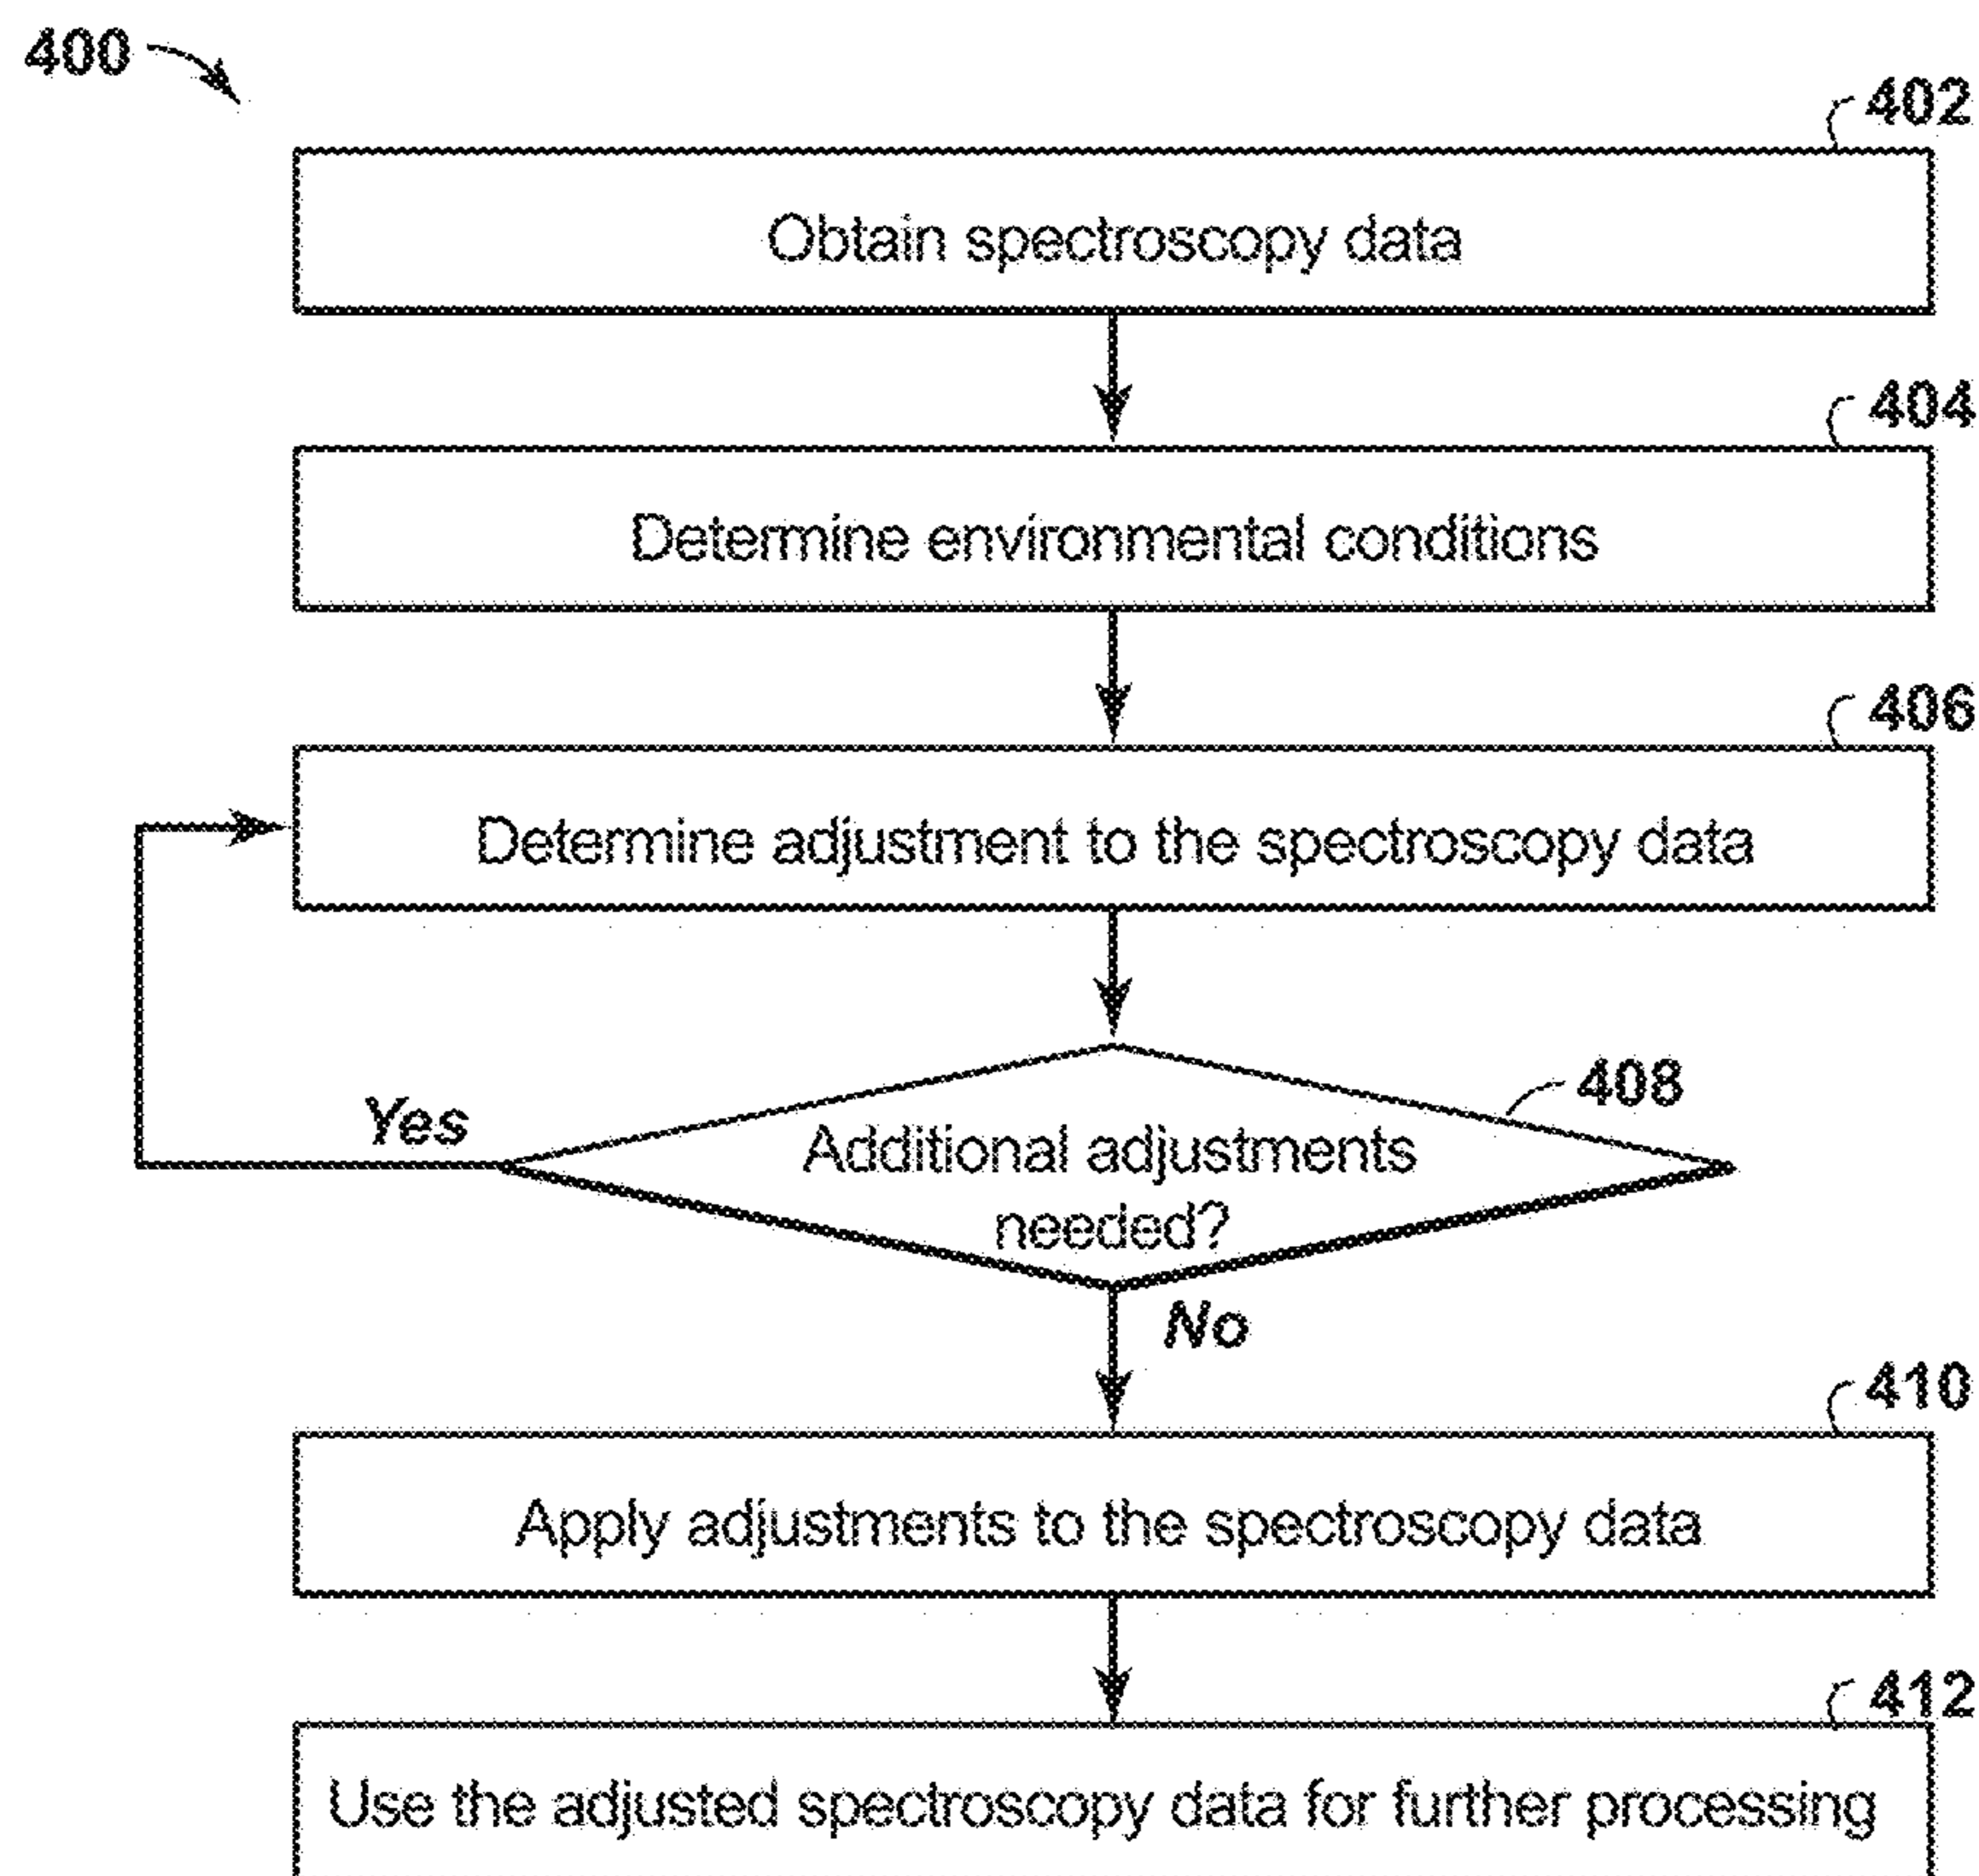 400
402
Obtain spectroscopy data
404
Determine environmental conditions
406
Determine adjustment to the spectroscopy data
408
Yes
Additional adjustments
needed?
No
410
Apply adjustments to the spectroscopy data
412
Use the adjusted spectroscopy data for further processing